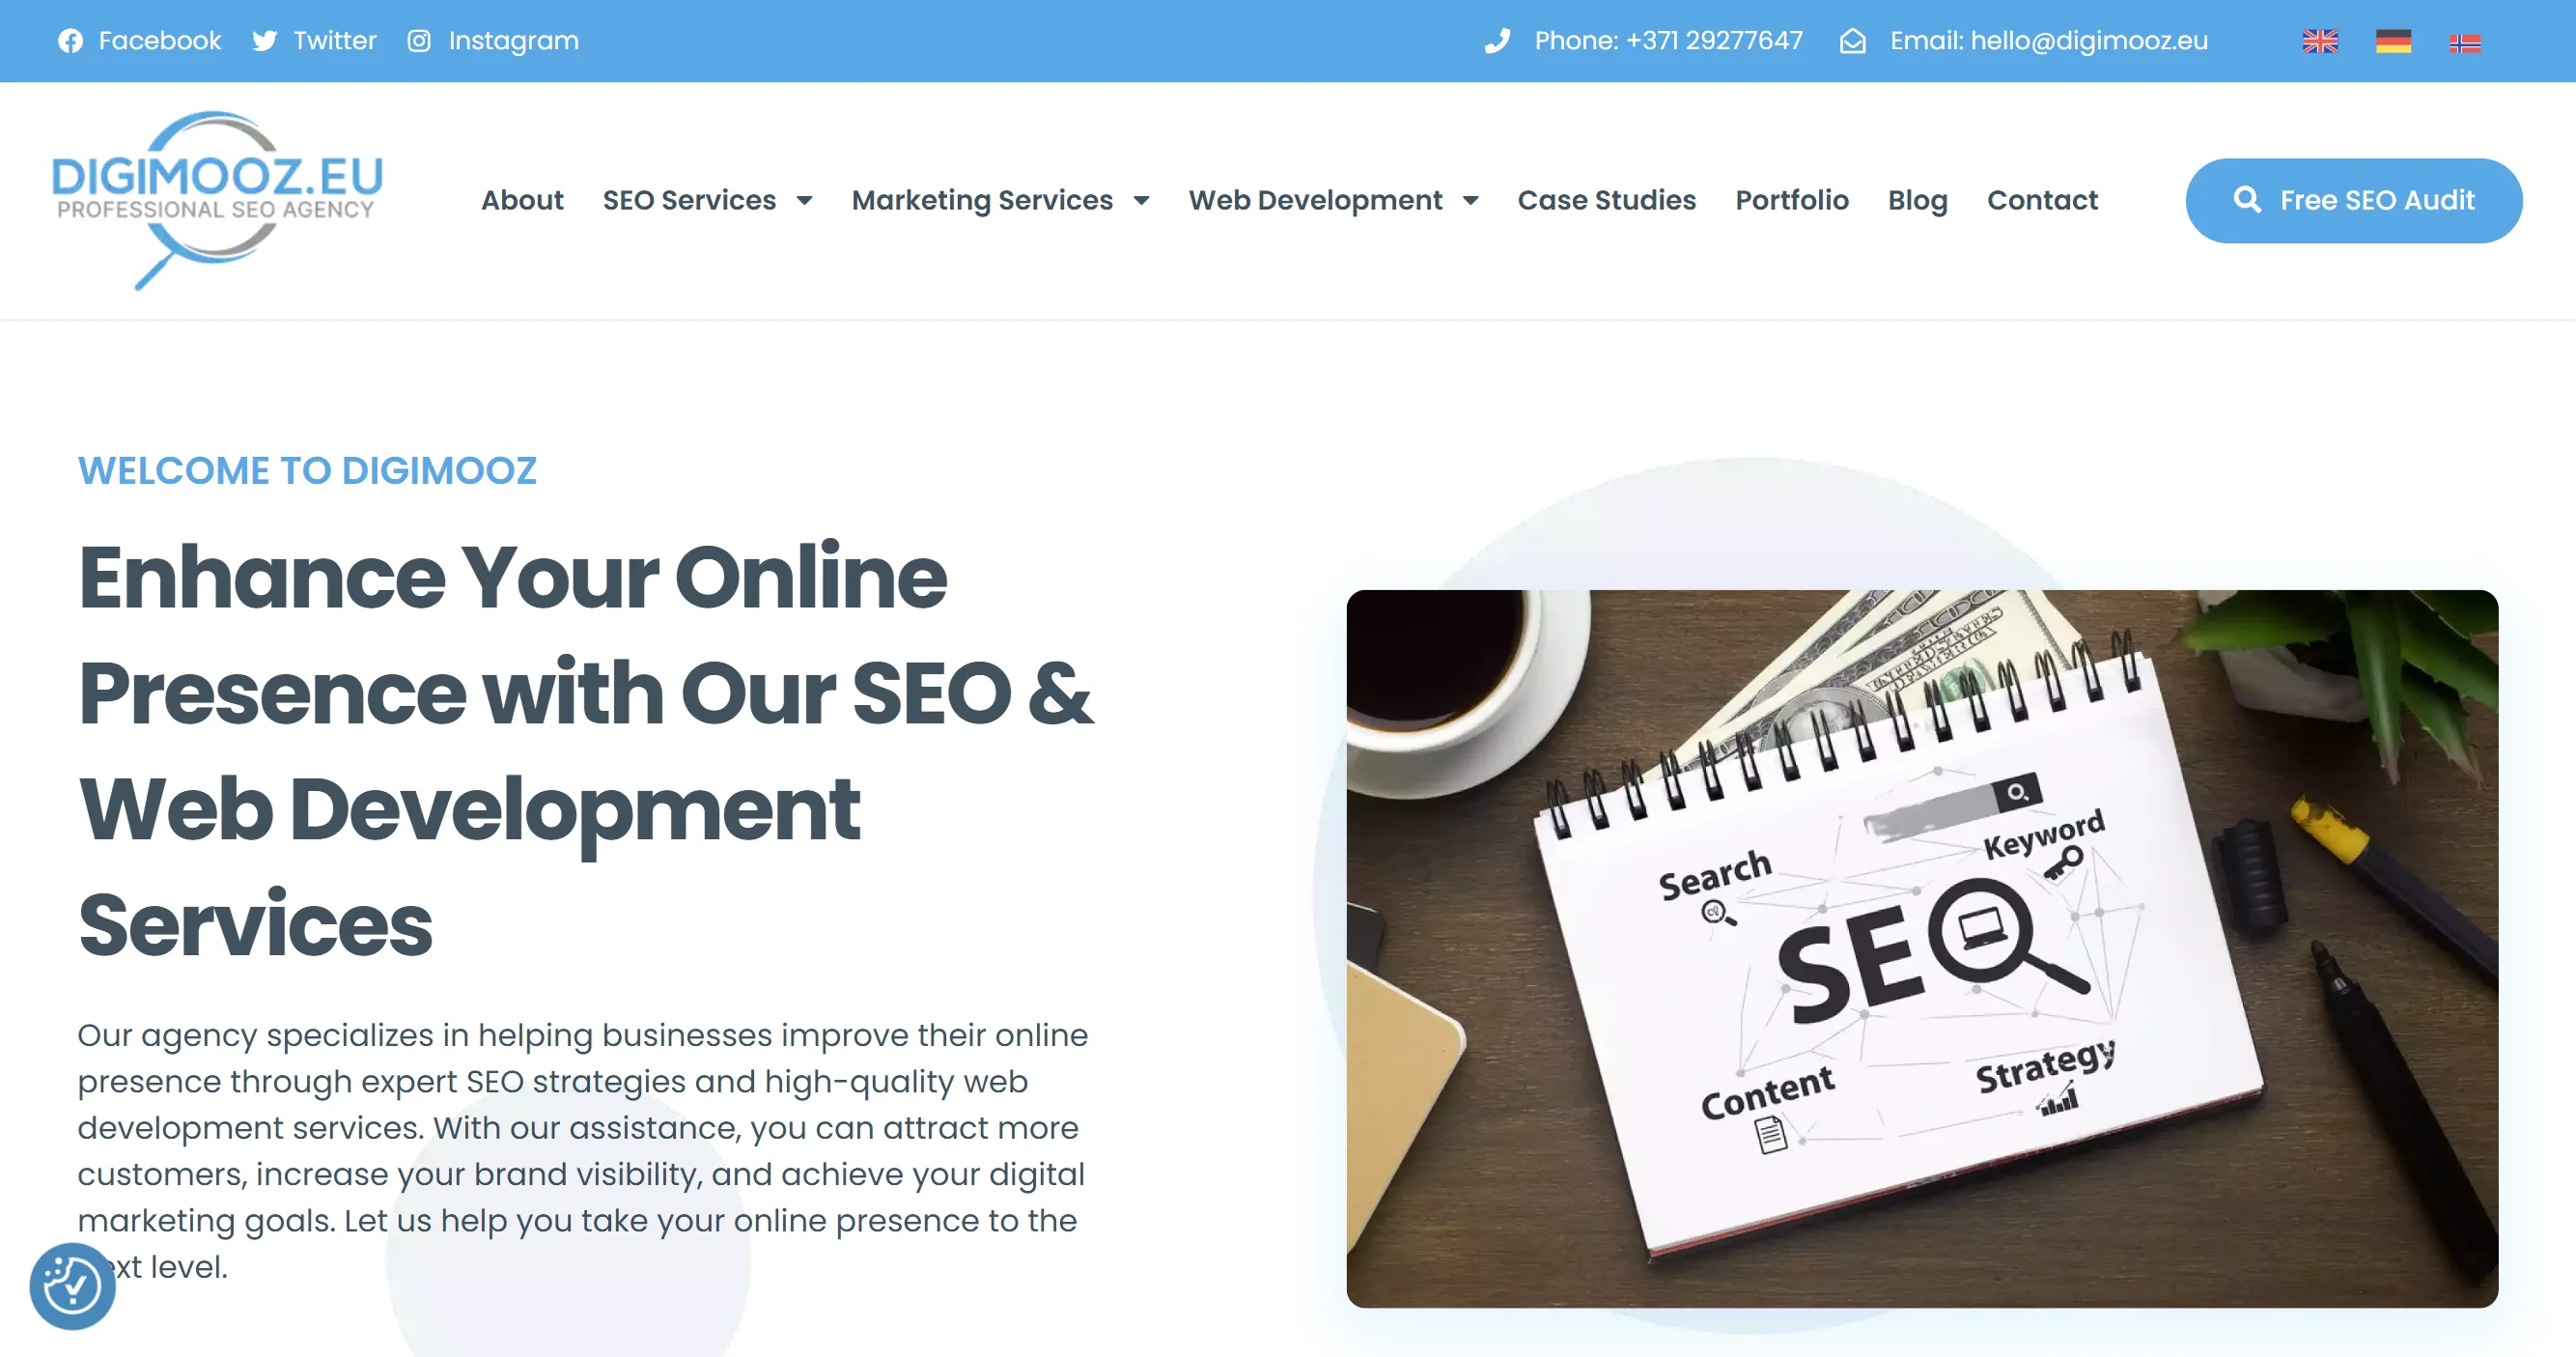 Facebook
Twitter
Instagram
Phone: +371 29277647
Email: hello@digimooz.eu
DIGIMOOZ.EU
PROFESSIONAL SEO AGENCY
About
SEO Services
Marketing Services
Web Development
Case Studies
Portfolio
Blog
Contact
Free SEO Audit
WELCOME TO DIGIMOOZ
Enhance Your Online
Presence with Our SEO &
Web Development
Services
Our agency specializes in helping businesses improve their online
presence through expert SEO strategies and high-quality web
development services. With our assistance, you can attract more
customers, increase your brand visibility, and achieve your digital
marketing goals. Let us help you take your online presence to the
level.
Search
Keyword
SEO
Content
Strategy